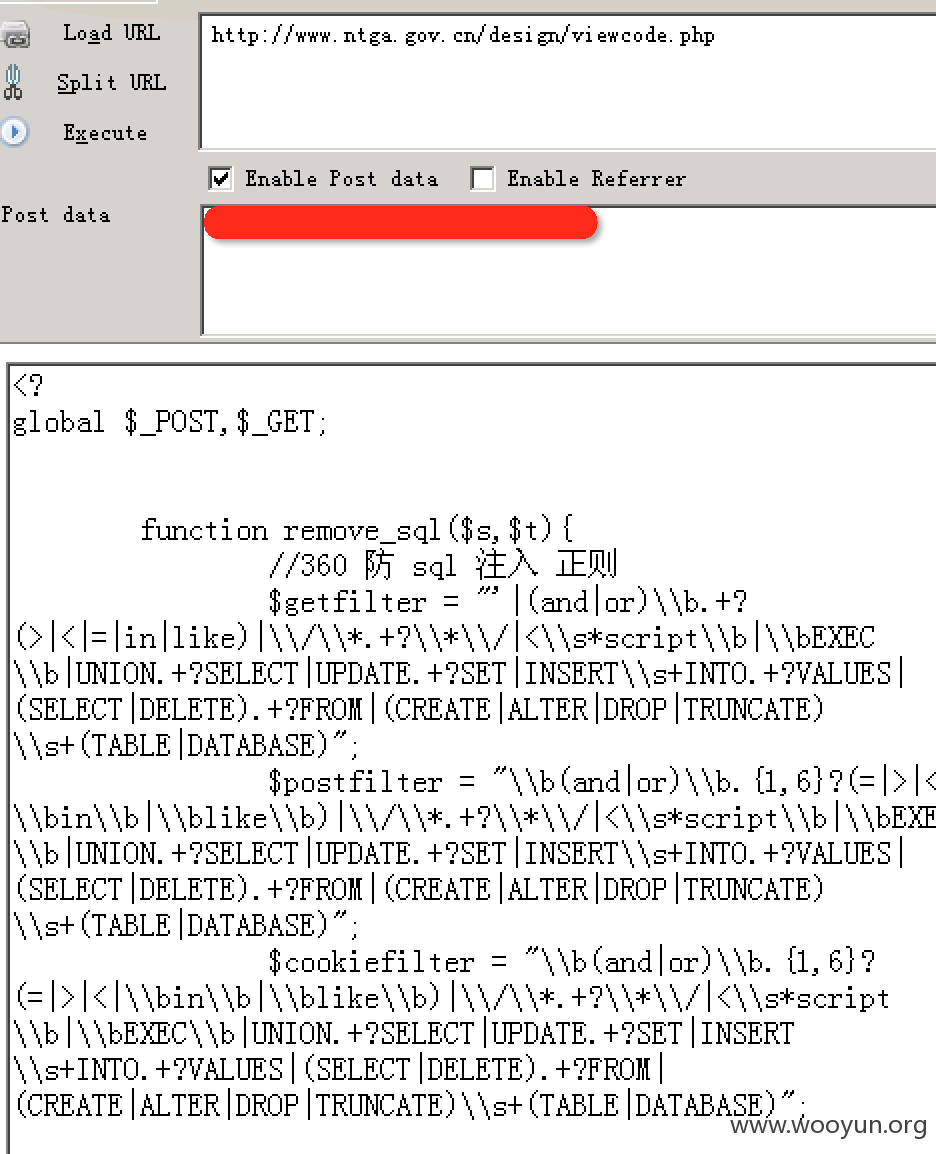 Load URL
http://www.ntga.gov.cn/design/viewcode.php
Split URL
Execute
Enable Post data
Enable Referrer
Post data
<?
global $_POST,$_GET;
function remove_sql($s,$t){
//360 防 sql 注入 正则
$getfilter = "'|(and|or)\\b.+?
(>|<|=|in|like)|\\/\\*.+?\\*\\/|<\\s*script\\b|\\bEXEC
\\b|UNION.+?SELECT|UPDATE.+?SET|INSERT\\s+INTO.+?VALUES|
(SELECT|DELETE).+?FROM|(CREATE|ALTER|DROP|TRUNCATE)
\\s+(TABLE|DATABASE)";
$postfilter = "\\b(and|or)\\b.{1,6}?(=|>|<
\\bin\\b|\\blike\\b)|\\/\\*.+?\\*\\/|<\\s*script\\b|\\bEXE
\\b|UNION.+?SELECT|UPDATE.+?SET|INSERT\\s+INTO.+?VALUES|
(SELECT|DELETE).+?FROM|(CREATE|ALTER|DROP|TRUNCATE)
\\s+(TABLE|DATABASE)";
$cookiefilter = "\\b(and|or)\\b.{1,6}?
(=|>|<|\\bin\\b|\\blike\\b)|\\/\\*.+?\\*\\/|<\\s*script
\\b|\\bEXEC\\b|UNION.+?SELECT|UPDATE.+?SET|INSERT
\\s+INTO.+?VALUES|(SELECT|DELETE).+?FROM|
(CREATE|ALTER|DROP|TRUNCATE)\\s+(TABLE|DATABASE)";
www.wooyun.org